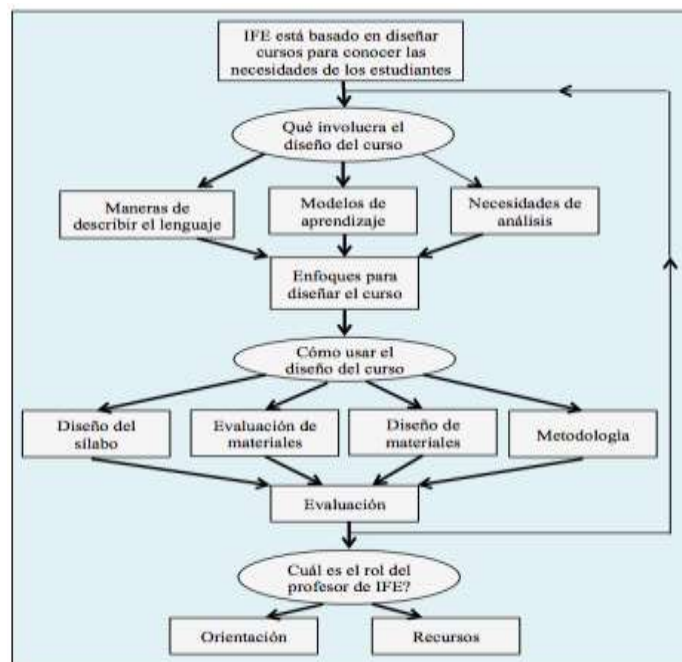 IFE está basado en diseñar
cursos para conocer las
necesidades de los estudiantes
Qué involucra el
diseño del curso
Maneras de
describir el lenguaje
Modelos de
aprendizaje
Necesidades de
análisis
Enfoques para
diseñar el curso
Cómo usar el
diseño del curso
Diseño del
sílabo
Evaluación de
materiales
Diseño de
materiales
Metodología
Evaluación
Cuál es el rol del
profesor de IFE?
Orientación
Recursos